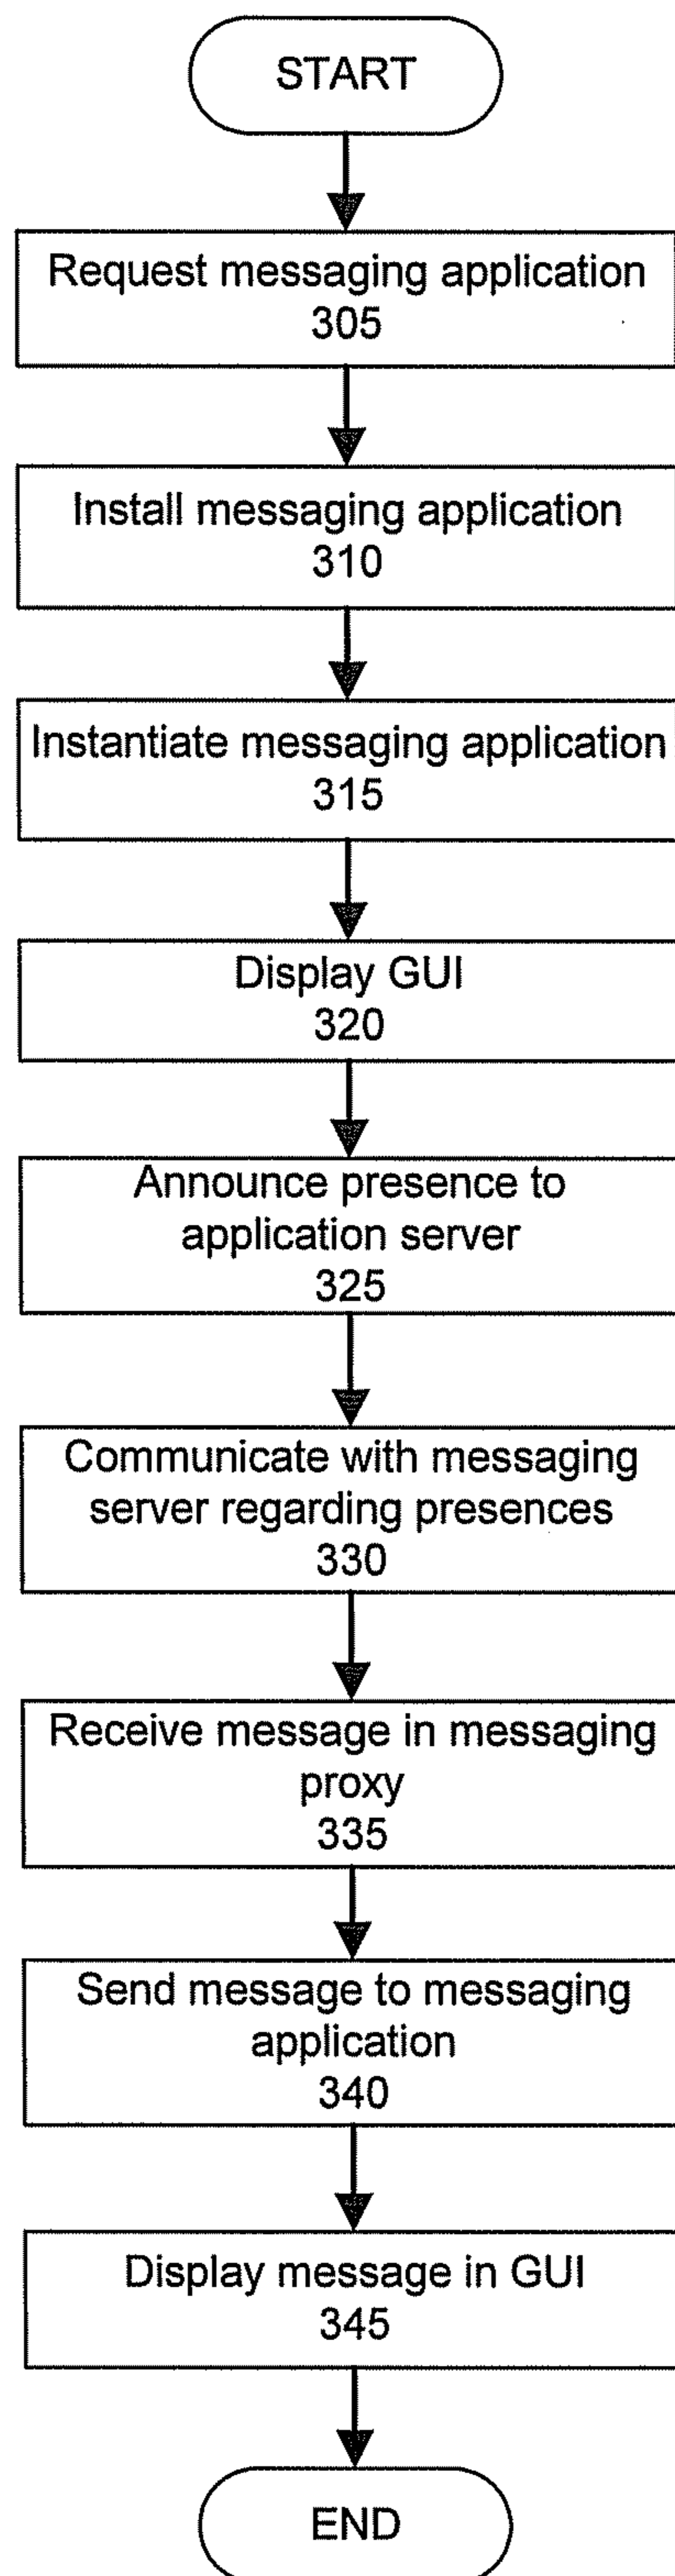 START
Request messaging application
305
Install messaging application
310
Instantiate messaging application
315
Display GUI
320
Announce presence to
application server
325
Communicate with messaging
server regarding presences
330
Receive message in messaging
proxy
335
Send message to messaging
application
340
Display message in GUI
345
END